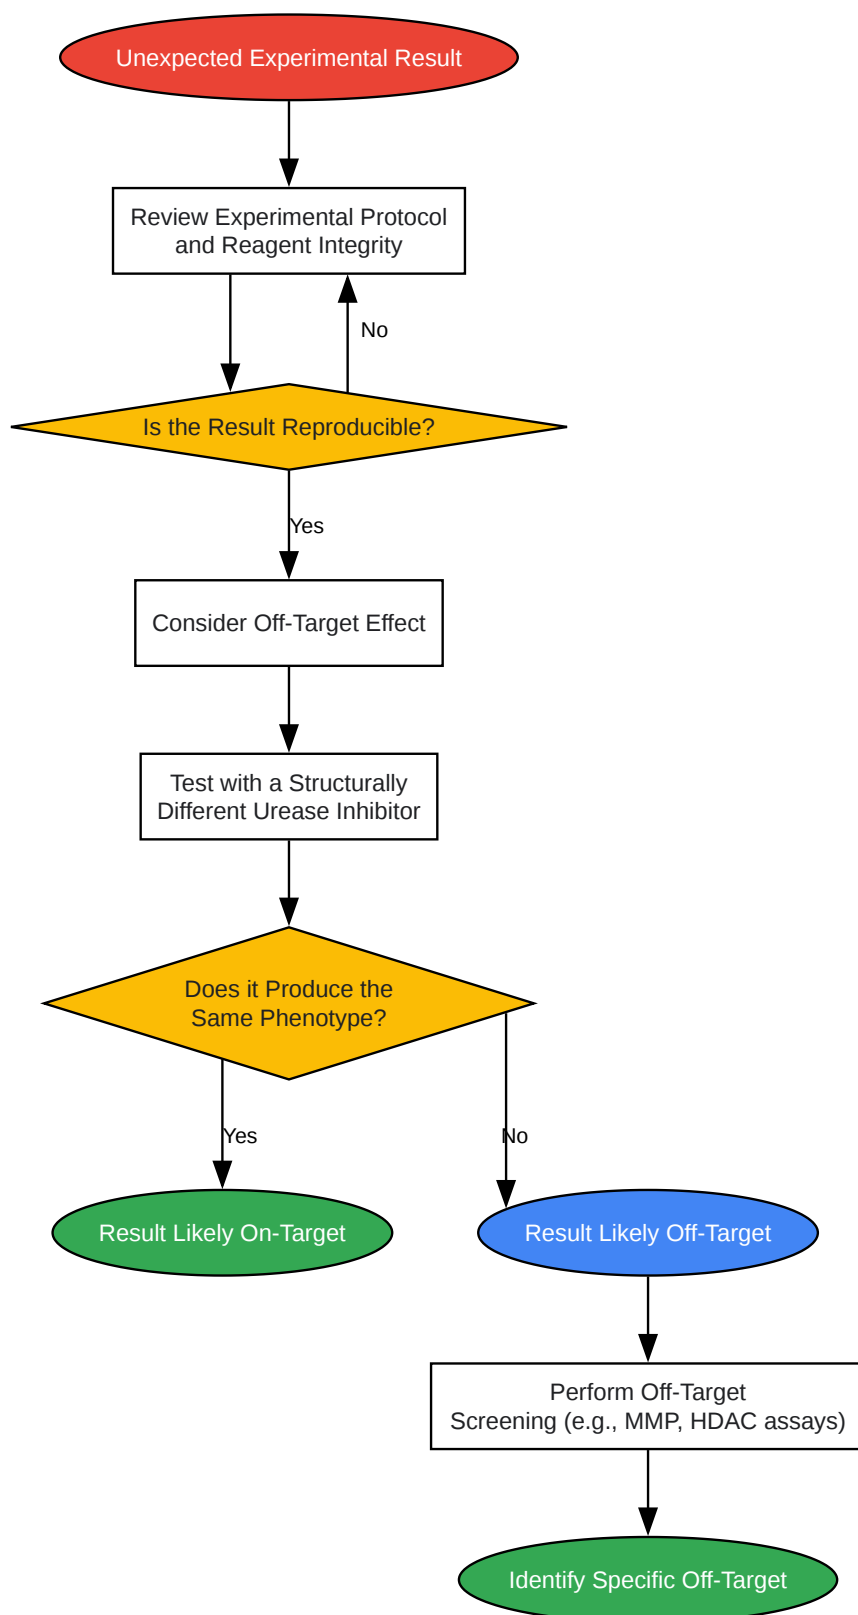 Unexpected Experimental Result
Review Experimental Protocol
and Reagent Integrity
No
Is the Result Reproducible?
Yes
Consider Off-Target Effect
Test with a Structurally
Different Urease Inhibitor
Does it Produce the
Same Phenotype?
Yes
No
Result Likely On-Target
Result Likely Off-Target
Perform Off-Target
Screening (e.g., MMP, HDAC assays)
Identify Specific Off-Target